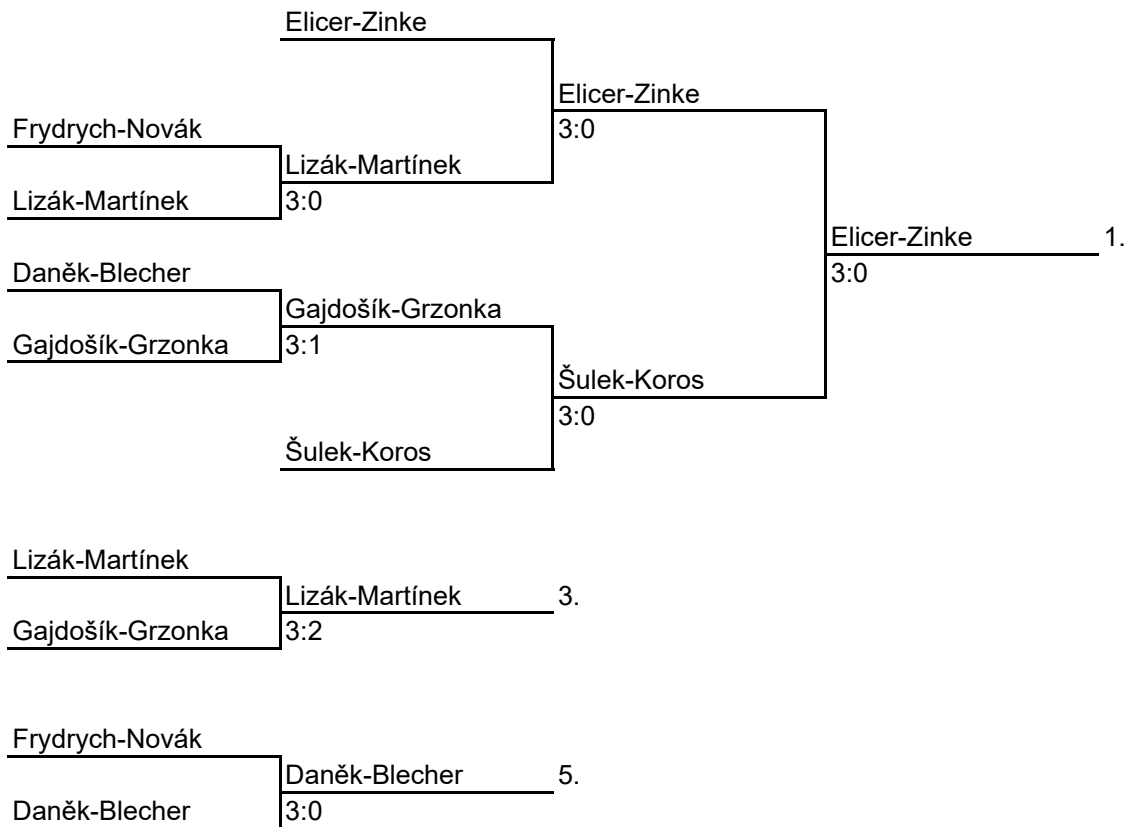 Elicer-Zinke
Elicer-Zinke
Frydrych-Novák
3:0
Lizák-Martínek
Lizák-Martínek
3:0
Elicer-Zinke 1.
Daněk-Blecher
3:0
Gajdošík-Grzonka
Gajdošík-Grzonka
3:1
Šulek-Koros
3:0
Šulek-Koros
Lizák-Martínek
Lizák-Martínek 3.
Gajdošík-Grzonka
3:2
Frydrych-Novák
Daněk-Blecher 5.
Daněk-Blecher
3:0